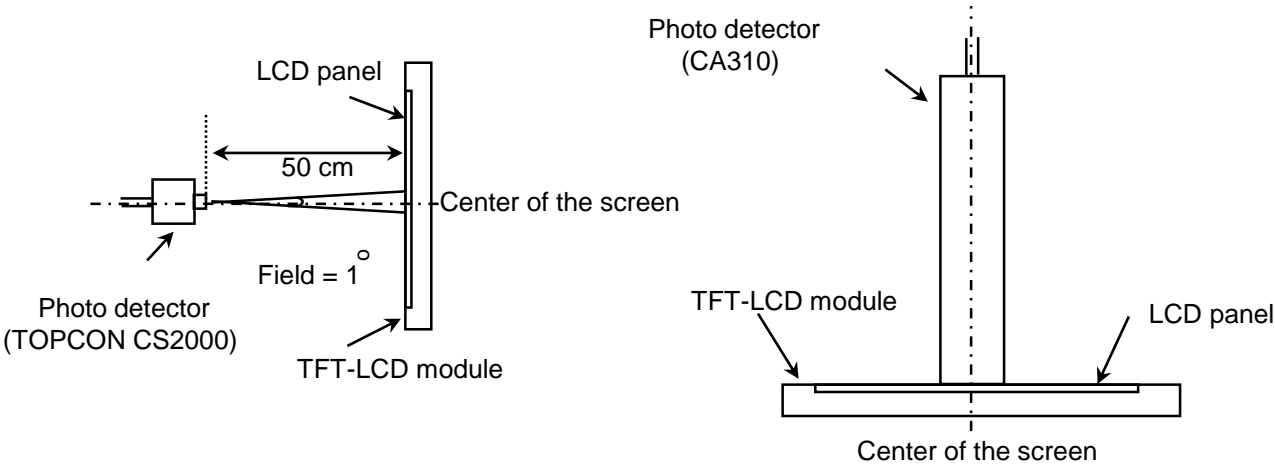 LCD panel
50 cm
Center of the screen
Field = 1°
Photo detector
(TOPCON CS2000)
TFT-LCD module
Photo detector
(CA310)
TFT-LCD module
LCD panel
Center of the screen